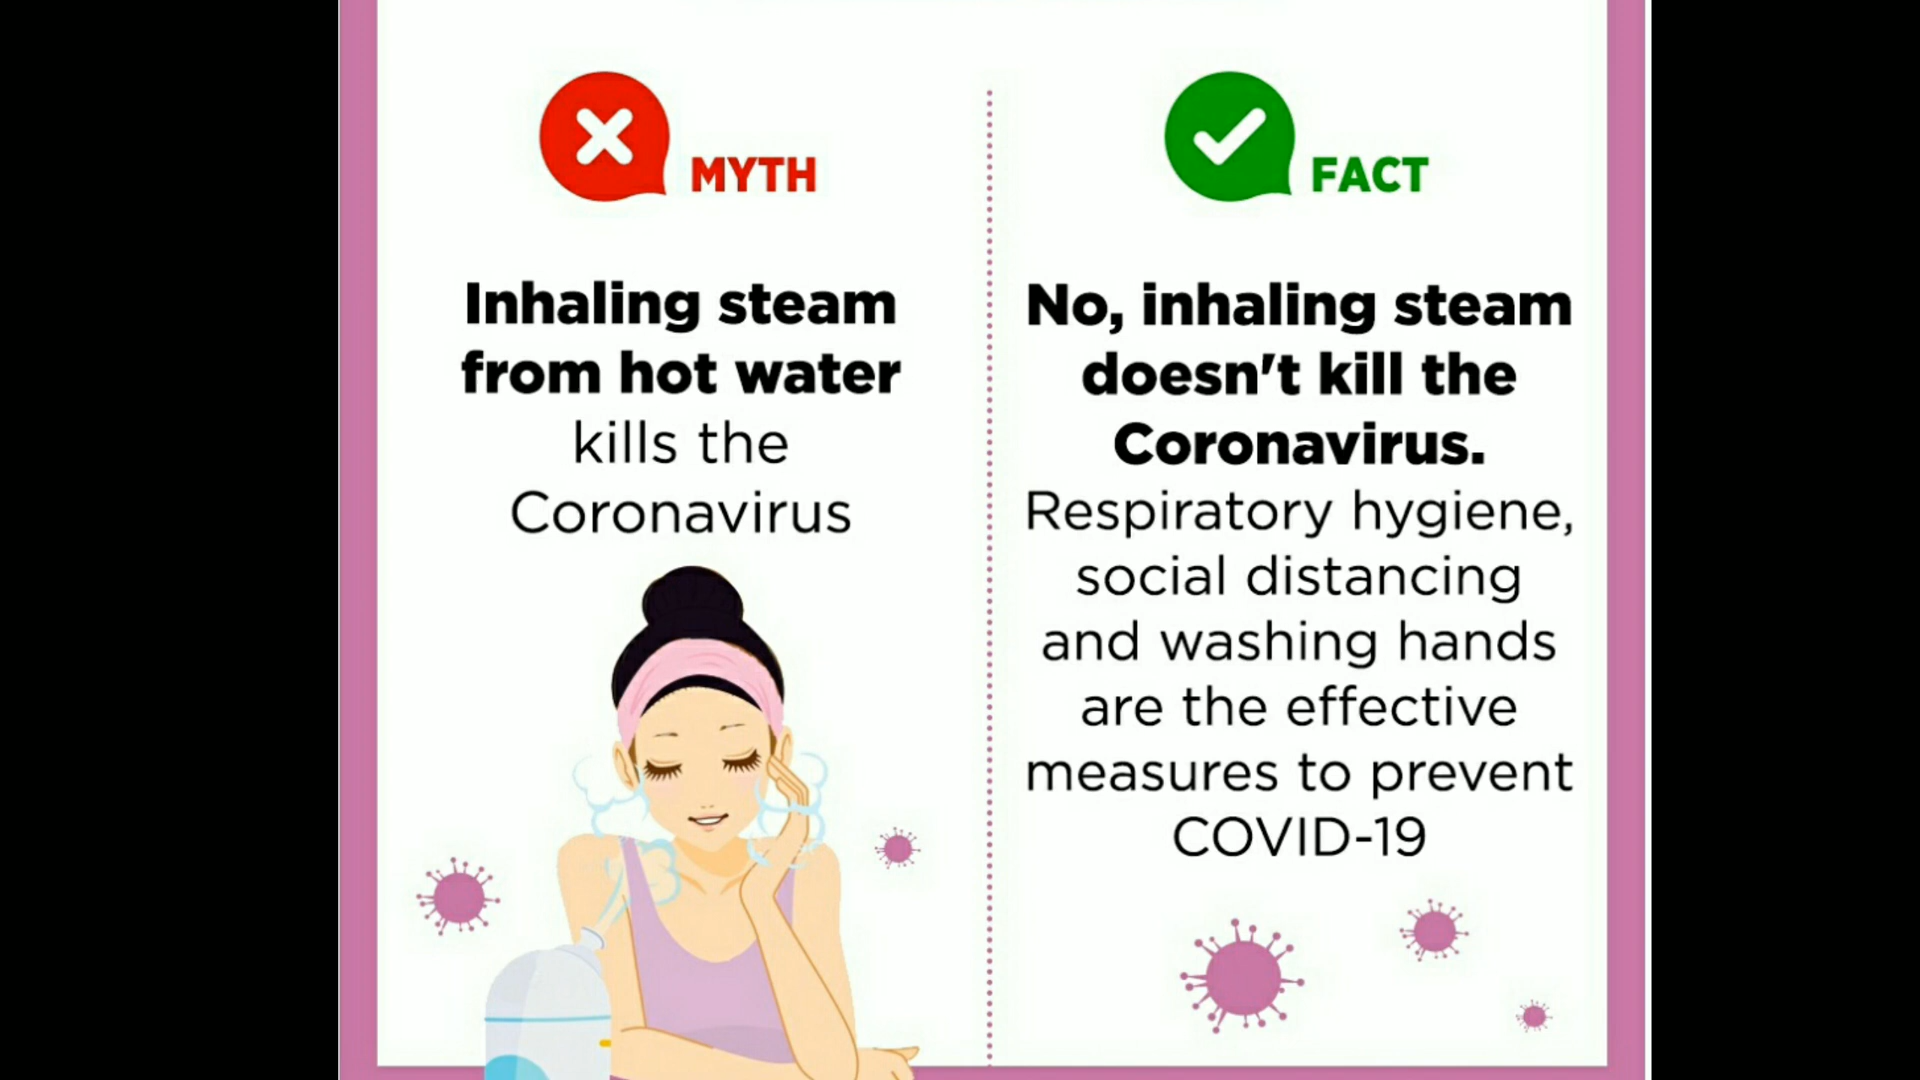 MYTH
Inhaling steam
from hot water
kills the
Coronavirus
FACT
No, inhaling steam
doesn't kill the
Coronavirus.
Respiratory hygiene,
social distancing
and washing hands
are the effective
measures to prevent
COVID-19